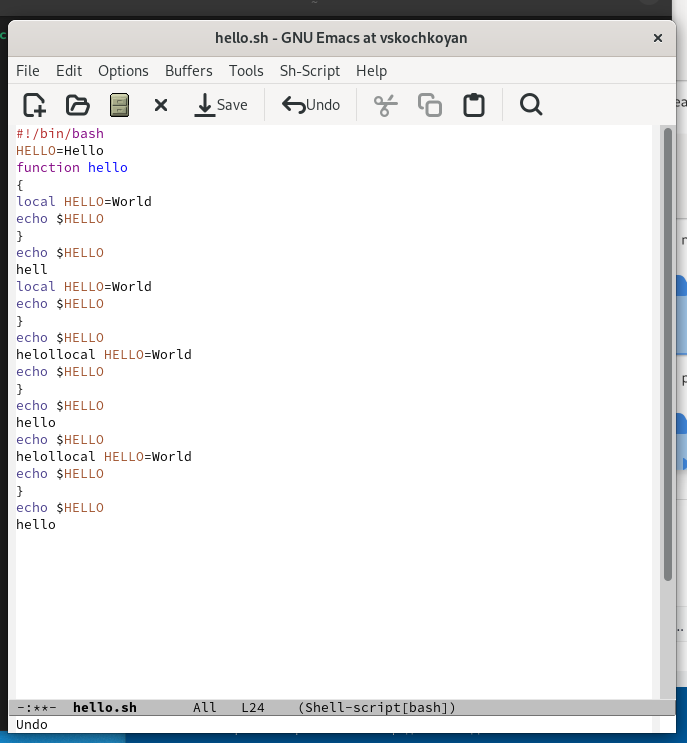 hello.sh - GNU Emacs at vskochkoyan
File Edit Options Buffers Tools Sh-Script Help
Save Undo
#!/bin/bash
HELLO=Hello
function hello
{
local HELLO=World
echo $HELLO
}
echo $HELLO
hell
local HELLO=World
echo $HELLO
}
echo $HELLO
helollocal HELLO=World
echo $HELLO
}
echo $HELLO
hello
echo $HELLO
helollocal HELLO=World
echo $HELLO
}
echo $HELLO
hello
-:**- hello.sh All L24 (Shell-script[bash])
Undo